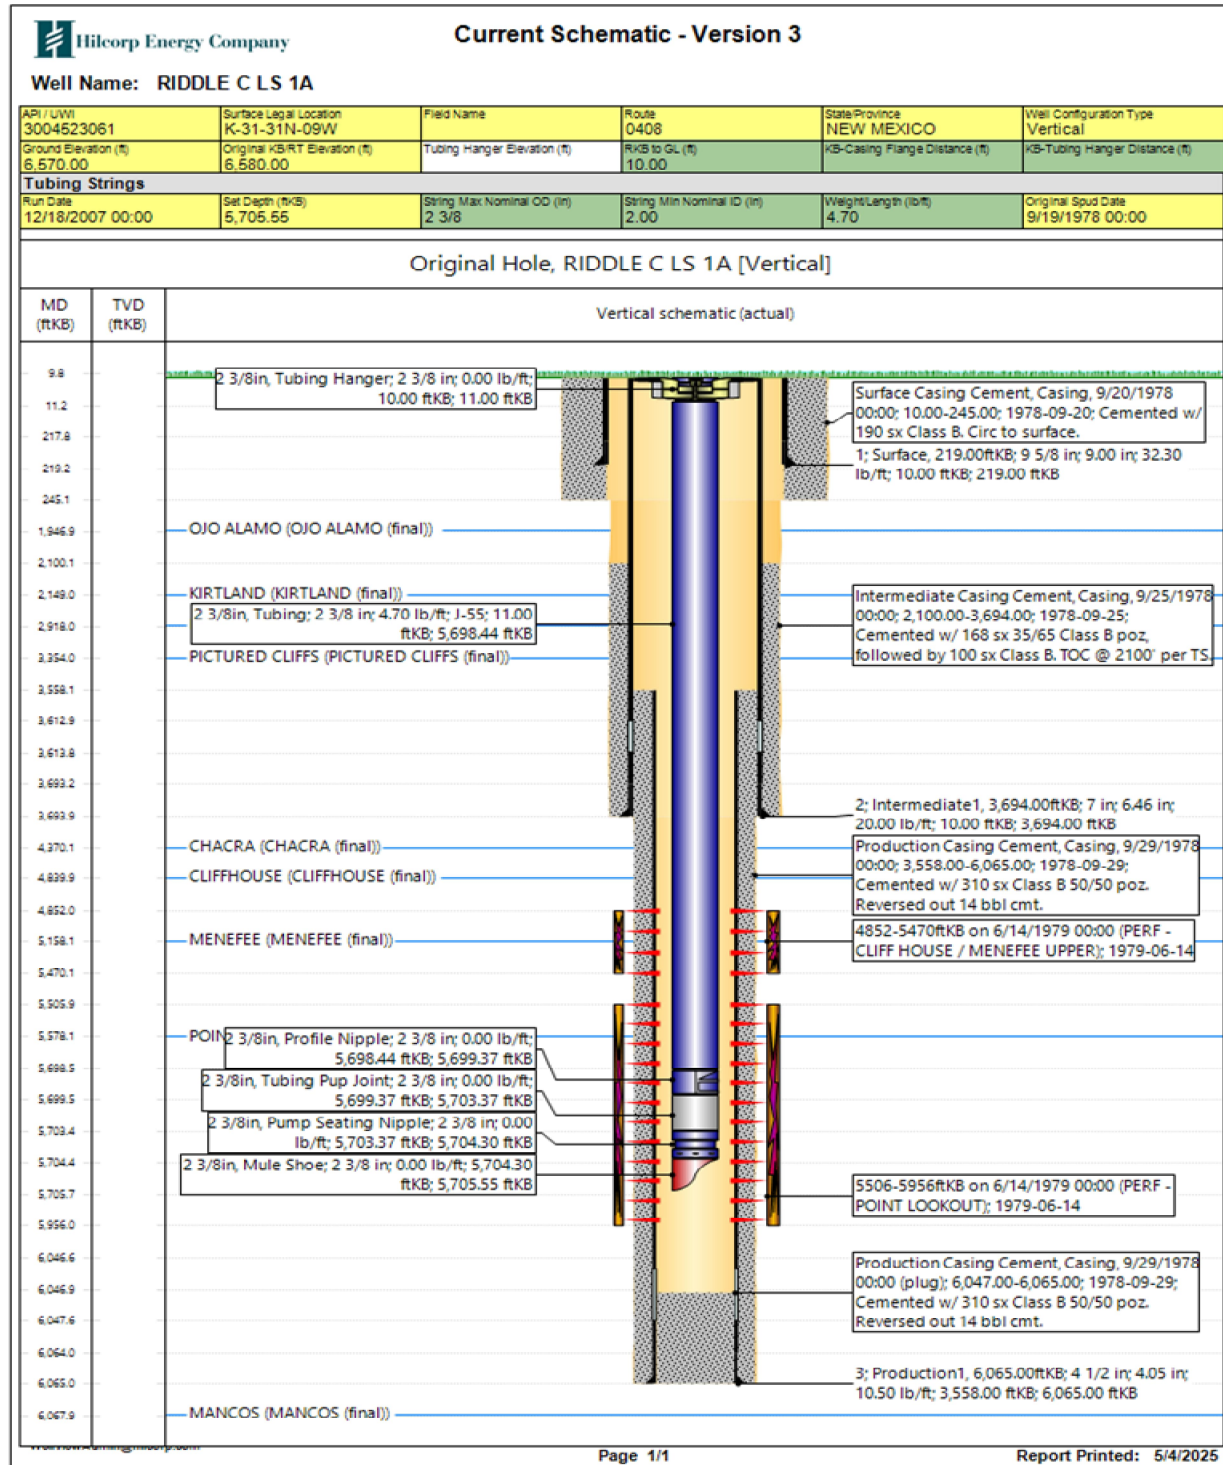 Hilcorp Energy Company
Current Schematic - Version 3
Well Name: RIDDLE C LS 1A
API / UWI
3004523061
Surface Legal Location
K-31-31N-09W
Field Name
Route
0408
State/Province
NEW MEXICO
Well Configuration Type
Vertical
Ground Elevation (ft)
6,570.00
Original KB/RT Elevation (ft)
6,580.00
Tubing Hanger Elevation (ft)
RKB to GL (ft)
10.00
KB-Casing Flange Distance (ft)
KB-Tubing Hanger Distance (ft)
Tubing Strings
Run Date
12/18/2007 00:00
Set Depth (ftKB)
5,705.55
String Max Nominal OD (in)
2 3/8
String Min Nominal ID (in)
2.00
Weight/Length (lb/ft)
4.70
Original Spud Date
9/19/1978 00:00
Original Hole, RIDDLE C LS 1A [Vertical]
MD
(ftKB)
TVD
(ftKB)
Vertical schematic (actual)
9.8
11.2
217.8
219.2
245.1
1,946.9
2,100.1
2,149.0
2,918.0
3,354.0
3,558.1
3,612.9
3,613.8
3,693.2
3,693.9
4,370.1
4,839.9
4,852.0
5,158.1
5,470.1
5,505.9
5,578.1
5,698.5
5,699.5
5,703.4
5,704.4
5,705.7
5,956.0
6,046.6
6,046.9
6,047.6
6,064.0
6,065.0
6,067.9
2 3/8in, Tubing Hanger; 2 3/8 in; 0.00 lb/ft;
10.00 ftKB; 11.00 ftKB
Surface Casing Cement, Casing, 9/20/1978
00:00; 10.00-245.00; 1978-09-20; Cemented w/
190 sx Class B. Circ to surface.
1; Surface, 219.00ftKB; 9 5/8 in; 9.00 in; 32.30
lb/ft; 10.00 ftKB; 219.00 ftKB
OJO ALAMO (OJO ALAMO (final))
KIRTLAND (KIRTLAND (final))
2 3/8in, Tubing; 2 3/8 in; 4.70 lb/ft; J-55; 11.00
ftKB; 5,698.44 ftKB
Intermediate Casing Cement, Casing, 9/25/1978
00:00; 2,100.00-3,694.00; 1978-09-25;
Cemented w/ 168 sx 35/65 Class B poz,
followed by 100 sx Class B. TOC @ 2100' per TS.
PICTURED CLIFFS (PICTURED CLIFFS (final))
2; Intermediate1, 3,694.00ftKB; 7 in; 6.46 in;
20.00 lb/ft; 10.00 ftKB; 3,694.00 ftKB
CHACRA (CHACRA (final))
Production Casing Cement, Casing, 9/29/1978
00:00; 3,558.00-6,065.00; 1978-09-29;
Cemented w/ 310 sx Class B 50/50 poz.
Reversed out 14 bbl cmt.
CLIFFHOUSE (CLIFFHOUSE (final))
4852-5470ftKB on 6/14/1979 00:00 (PERF -
CLIFF HOUSE / MENEFEE UPPER); 1979-06-14
MENEFEE (MENEFEE (final))
POIN
2 3/8in, Profile Nipple; 2 3/8 in; 0.00 lb/ft;
5,698.44 ftKB; 5,699.37 ftKB
2 3/8in, Tubing Pup Joint; 2 3/8 in; 0.00 lb/ft;
5,699.37 ftKB; 5,703.37 ftKB
2 3/8in, Pump Seating Nipple; 2 3/8 in; 0.00
lb/ft; 5,703.37 ftKB; 5,704.30 ftKB
2 3/8in, Mule Shoe; 2 3/8 in; 0.00 lb/ft; 5,704.30
ftKB; 5,705.55 ftKB
5506-5956ftKB on 6/14/1979 00:00 (PERF -
POINT LOOKOUT); 1979-06-14
Production Casing Cement, Casing, 9/29/1978
00:00 (plug); 6,047.00-6,065.00; 1978-09-29;
Cemented w/ 310 sx Class B 50/50 poz.
Reversed out 14 bbl cmt.
3; Production1, 6,065.00ftKB; 4 1/2 in; 4.05 in;
10.50 lb/ft; 3,558.00 ftKB; 6,065.00 ftKB
MANCOS (MANCOS (final))
Page 1/1
Report Printed: 5/4/2025